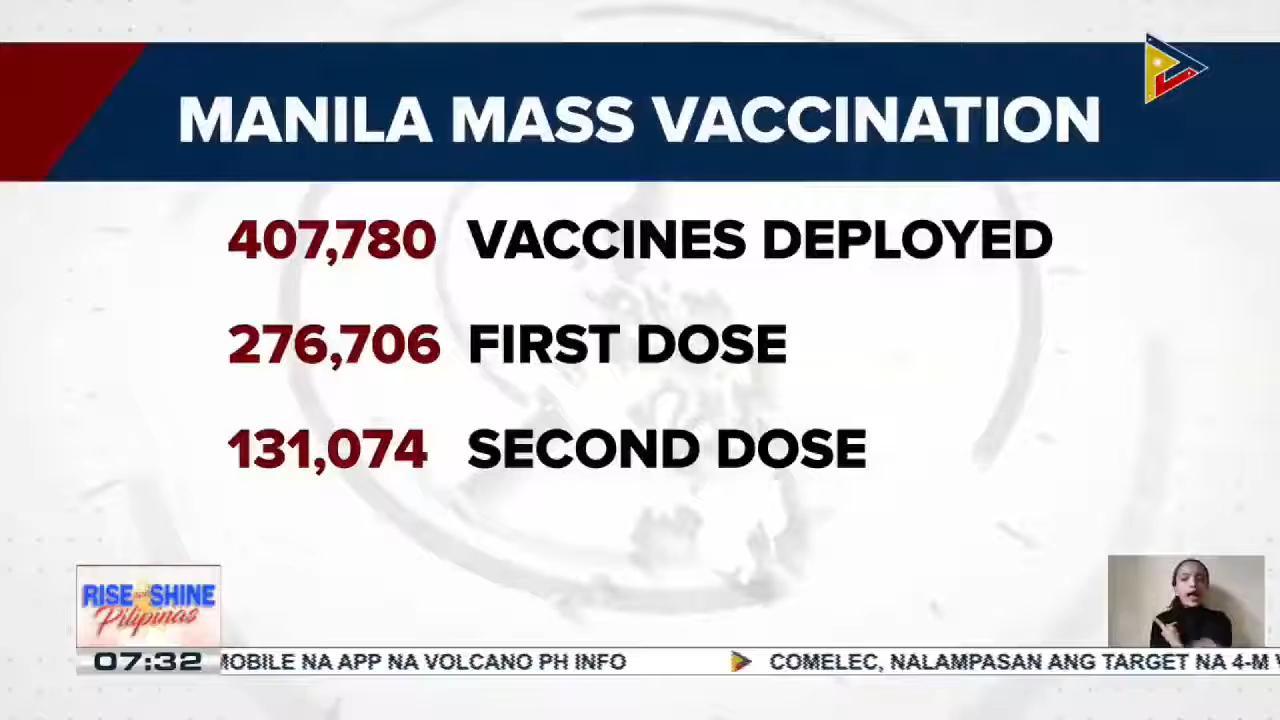 MANILA MASS VACCINATION
407,780 VACCINES DEPLOYED
276,706 FIRST DOSE
131,074 SECOND DOSE
RISE and SHINE
Pilipinas
07:32 MOBILE NA APP NA VOLCANO PH INFO COMELEC, NALAMPASAN ANG TARGET NA 4-M